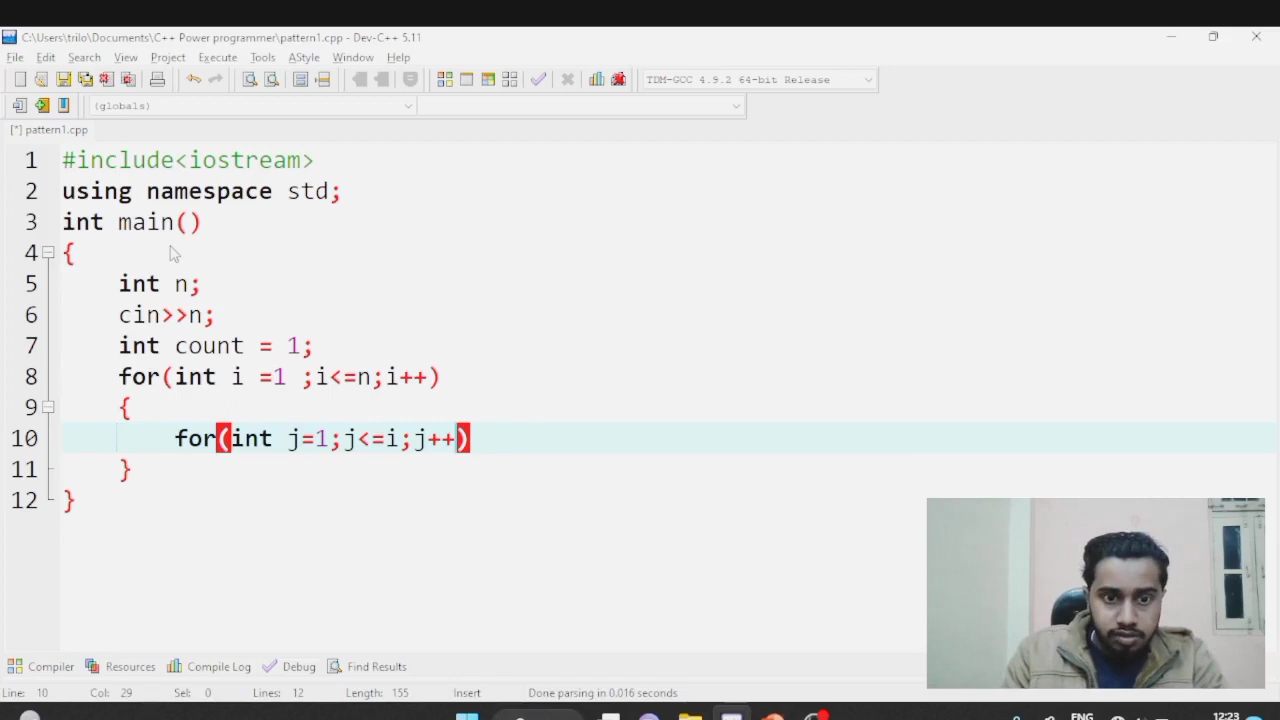 C:\Users\trilo\Documents\C++ Power programmer\pattern1.cpp - Dev-C++ 5.11
File Edit Search View Project Execute Tools AStyle Window Help
TDM-GCC 4.9.2 64-bit Release
(globals)
[*] pattern1.cpp
1 #include<iostream>
2 using namespace std;
3 int main()
4 {
5 int n;
6 cin>>n;
7 int count = 1;
8 for(int i =1 ;i<=n;i++)
9 {
10 for(int j=1;j<=i;j++)
11 }
12 }
Compiler Resources Compile Log Debug Find Results
Line: 10 Col: 29 Sel: 0 Lines: 12 Length: 155 Insert Done parsing in 0.016 seconds
ENG 12:23